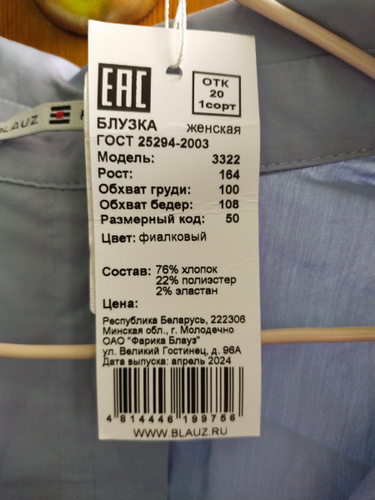 EAC
ОТК
20
1сорт
BLAUZ
БЛУЗКА женская
ГОСТ 25294-2003
Модель: 3322
Рост: 164
Обхват груди: 100
Обхват бедер: 108
Размерный код: 50
Цвет: фиалковый
Состав: 76% хлопок
22% полиэстер
2% эластан
Цена:
Республика Беларусь, 222306
Минская обл., г. Молодечно
ОАО "Фарика Блауз"
ул. Великий Гостинец, д. 96А
Дата выпуска: апрель 2024
4 814446 199756
WWW.BLAUZ.RU